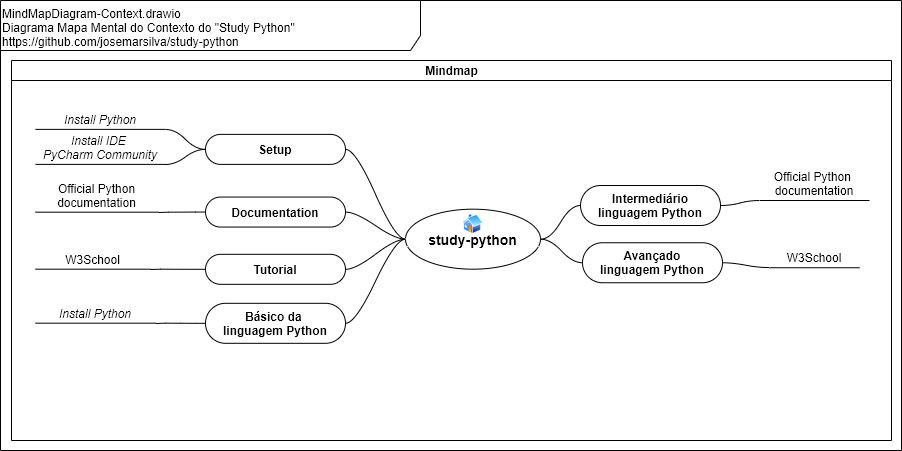 MindMapDiagram-Context.drawio
Diagrama Mapa Mental do Contexto do "Study Python"
https://github.com/josemarsilva/study-python
Mindmap
Install Python
Install IDE
PyCharm Community
Setup
Official Python
documentation
Documentation
W3School
Tutorial
Install Python
Básico da
linguagem Python
study-python
Intermediário
linguagem Python
Official Python
documentation
Avançado
linguagem Python
W3School